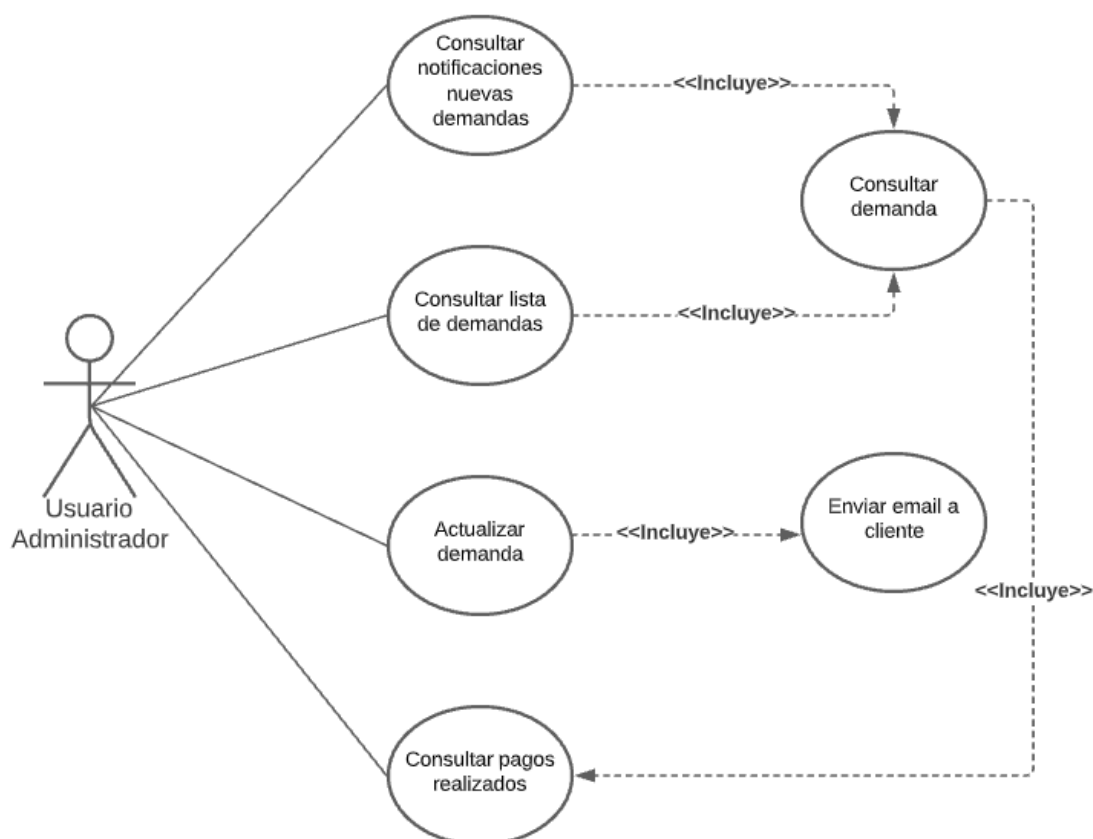 Consultar
notificaciones
nuevas
demandas
<<Incluye>>
Consultar
demanda
Consultar lista
de demandas
<<Incluye>>
Usuario
Administrador
Actualizar
demanda
<<Incluye>>
Enviar email a
cliente
<<Incluye>>
Consultar pagos
realizados